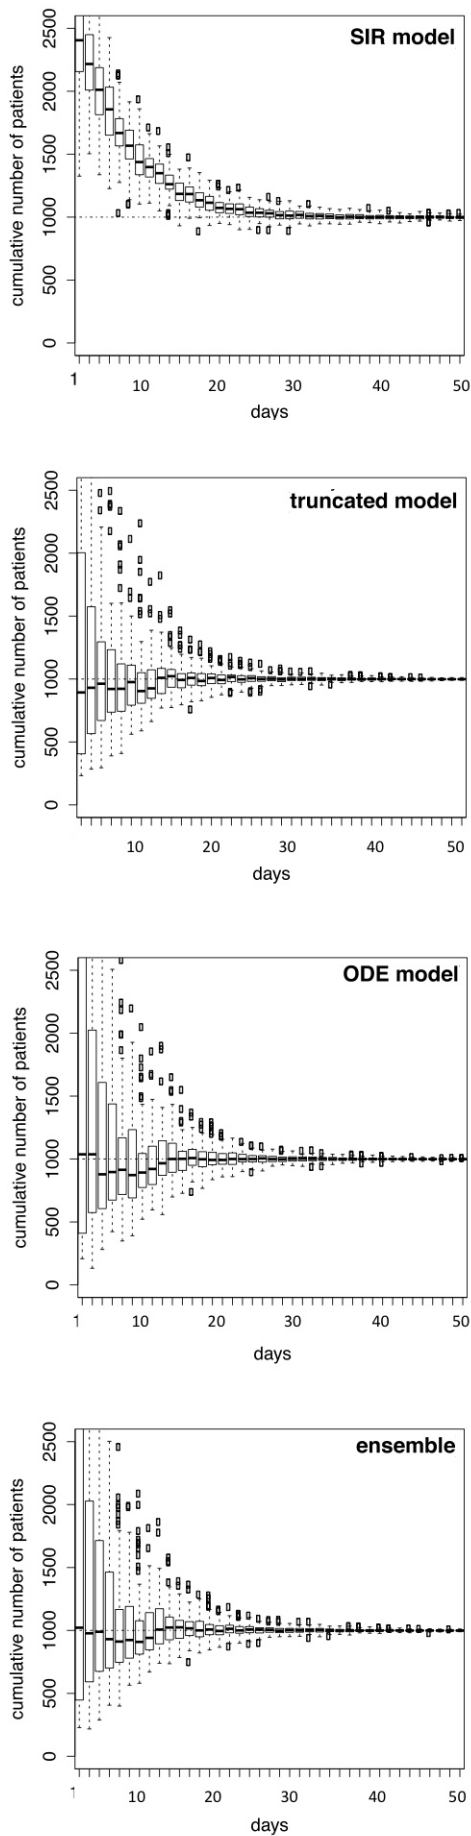 SIR model
cumulative number of patients
2500
2000
1500
1000
500
0
1 10 20 30 40 50
days
truncated model
cumulative number of patients
2500
2000
1500
1000
500
0
10 20 30 40 50
days
ODE model
cumulative number of patients
2500
2000
1500
1000
500
0
1 10 20 30 40 50
days
ensemble
cumulative number of patients
2500
2000
1500
1000
500
0
1 10 20 30 40 50
days